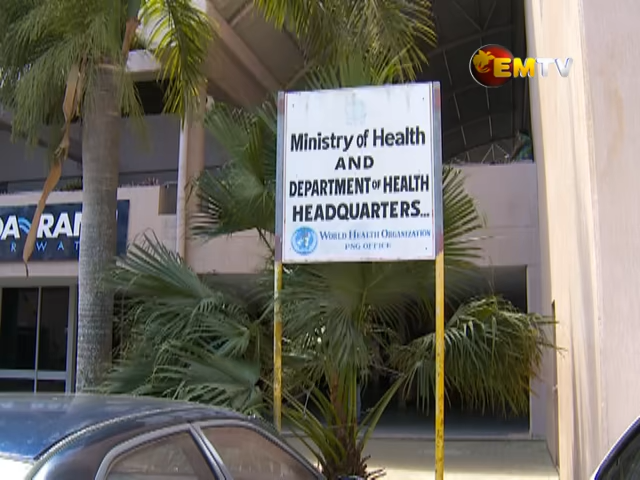 EMTV
Ministry of Health
AND
DEPARTMENT OF HEALTH
HEADQUARTERS...
WORLD HEALTH ORGANIZATION
PNG OFFICE